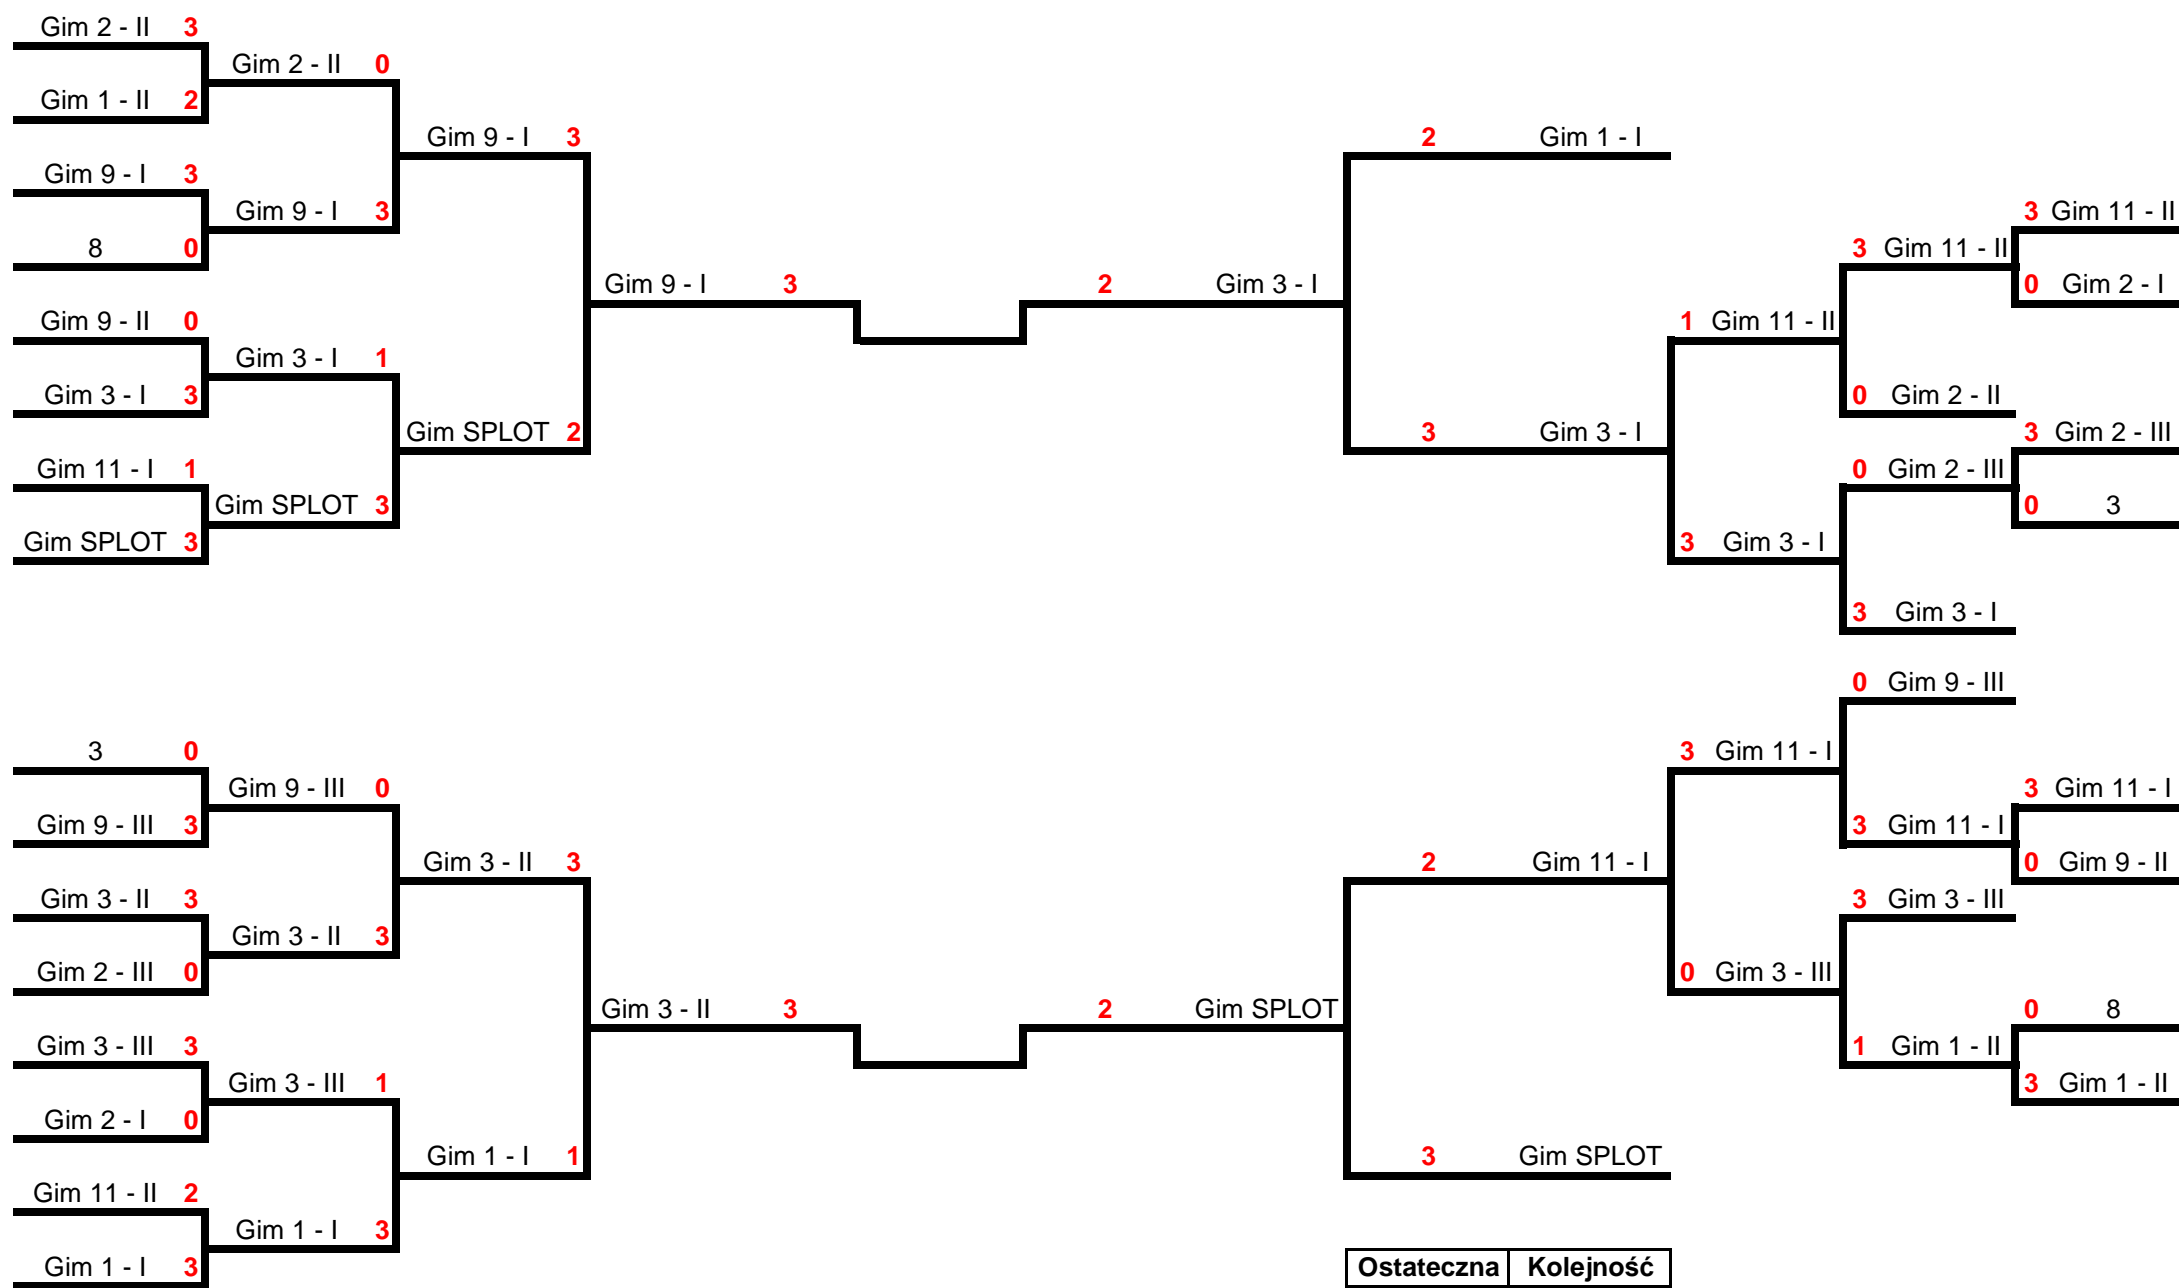 Gim 2 - II 3
Gim 2 - II 0
Gim 1 - II 2
Gim 9 - I 3 2 Gim 1 - I
Gim 9 - I 3
Gim 9 - I 3 3 Gim 11 - II
8 0 3 Gim 11 - II
Gim 9 - I 3 2 Gim 3 - I 0 Gim 2 - I
Gim 9 - II 0 1 Gim 11 - II
Gim 3 - I 1
Gim 3 - I 3 0 Gim 2 - II
Gim SPLOT 2 3 Gim 3 - I 3 Gim 2 - III
Gim 11 - I 1 0 Gim 2 - III
Gim SPLOT 3 0 3
Gim SPLOT 3 3 Gim 3 - I
3 Gim 3 - I
0 Gim 9 - III
3 0 3 Gim 11 - I
Gim 9 - III 0 3 Gim 11 - I
Gim 9 - III 3 3 Gim 11 - I
Gim 3 - II 3 2 Gim 11 - I 0 Gim 9 - II
Gim 3 - II 3 3 Gim 3 - III
Gim 3 - II 3
Gim 2 - III 0 0 Gim 3 - III
Gim 3 - II 3 2 Gim SPLOT 0 8
Gim 3 - III 3 1 Gim 1 - II
Gim 3 - III 1 3 Gim 1 - II
Gim 2 - I 0
Gim 1 - I 1 3 Gim SPLOT
Gim 11 - II 2
Gim 1 - I 3
Gim 1 - I 3 Ostateczna Kolejność